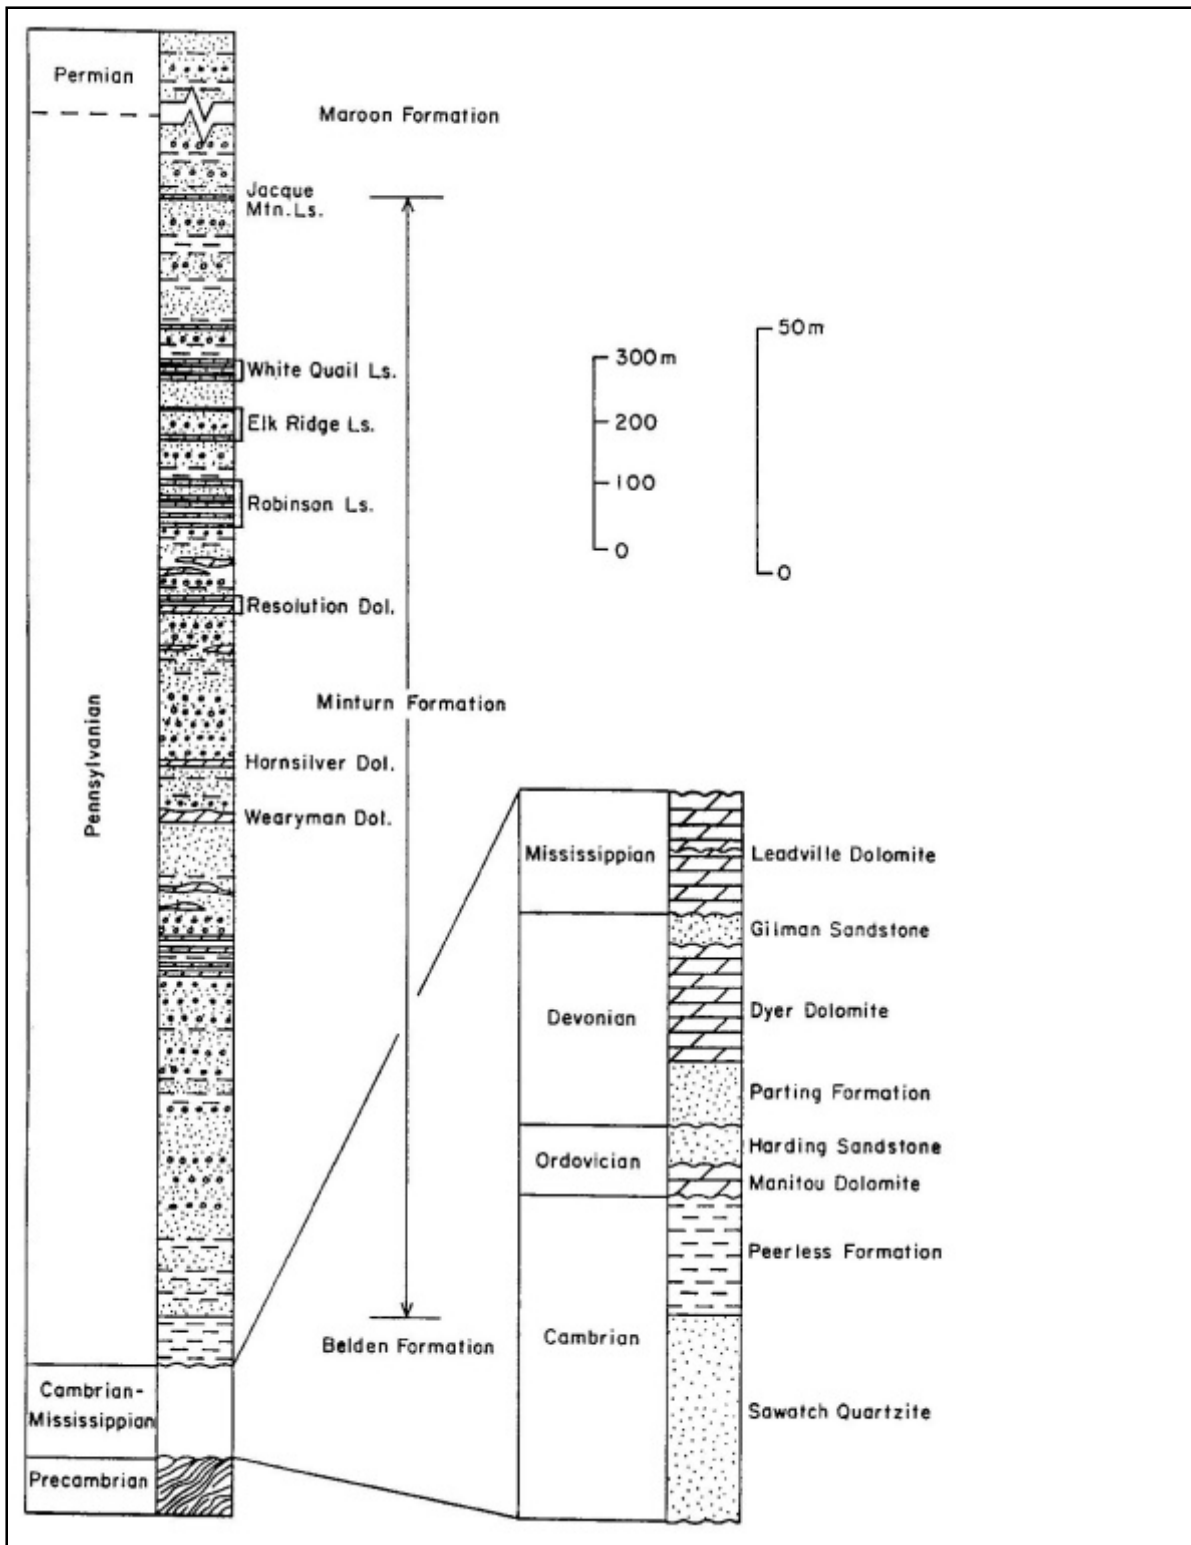 Permian
Maroon Formation
Jacque
Mtn. Ls.
White Quail Ls.
Elk Ridge Ls.
Robinson Ls.
Resolution Dol.
Pennsylvanian
Minturn Formation
Hornsilver Dol.
Wearyman Dol.
Belden Formation
Cambrian-
Mississippian
Precambrian
300 m
200
100
0
50 m
0
Mississippian
Leadville Dolomite
Gilman Sandstone
Devonian
Dyer Dolomite
Parting Formation
Harding Sandstone
Ordovician
Manitou Dolomite
Peerless Formation
Cambrian
Sawatch Quartzite